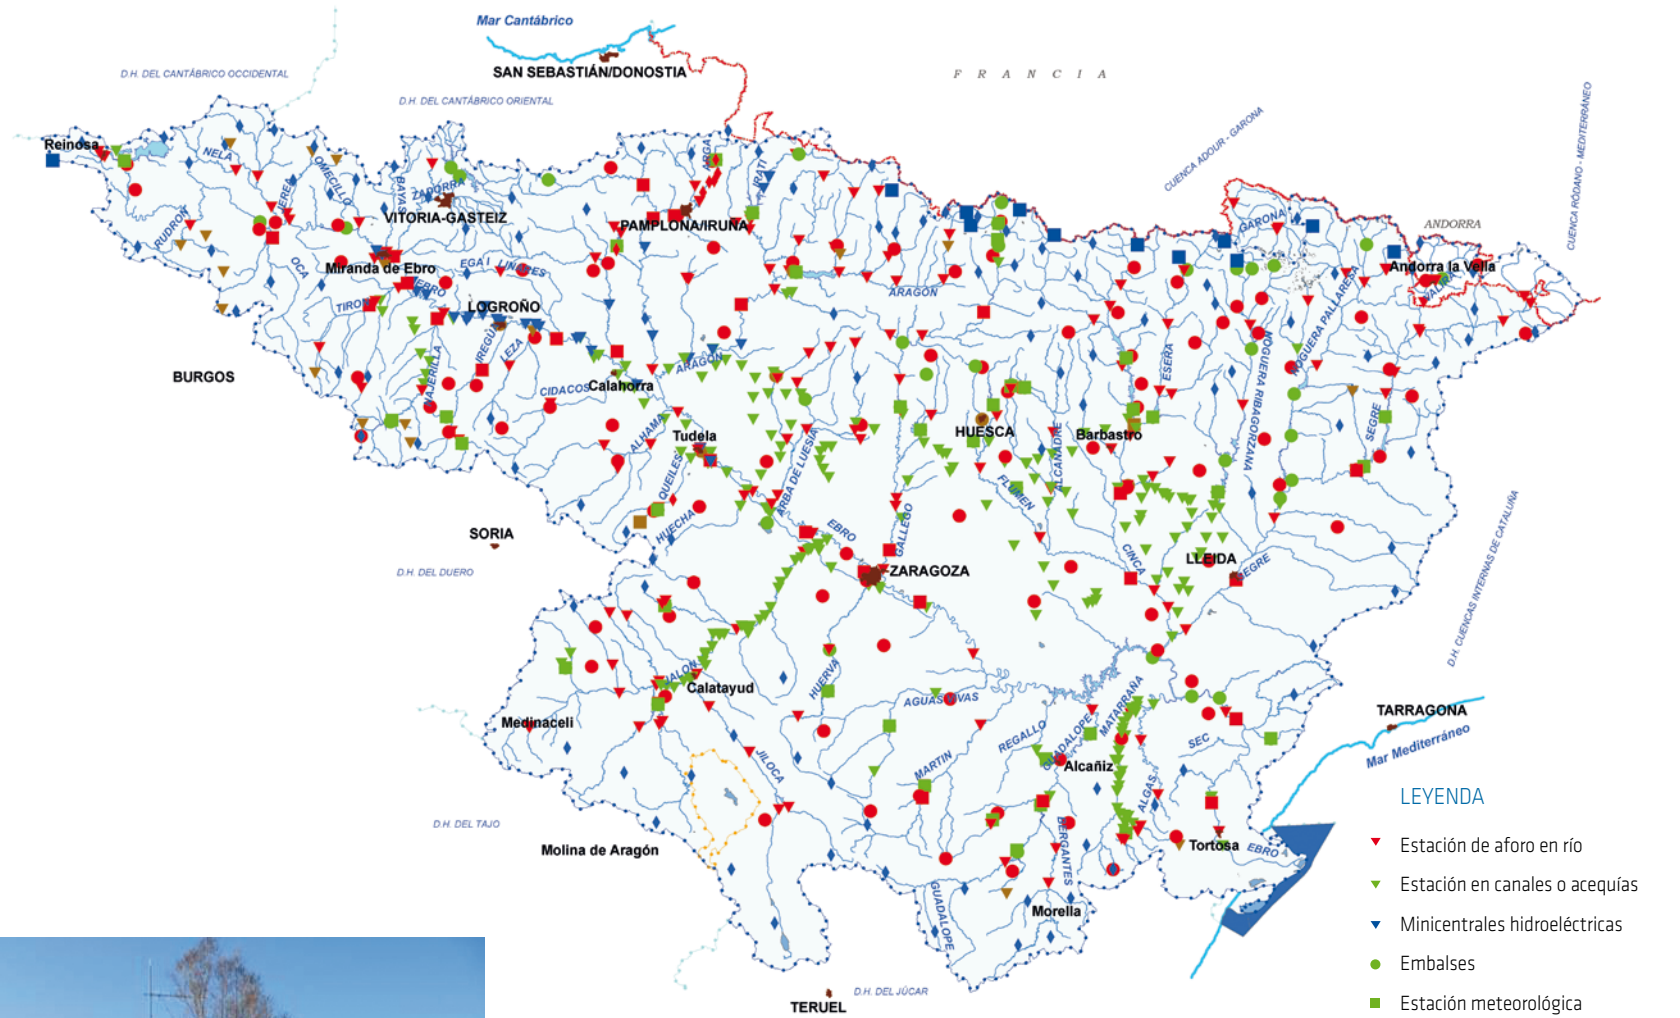 Mar Cantábrico
SAN SEBASTIÁN/DONOSTIA
F R A N C I A
D.H. DEL CANTÁBRICO OCCIDENTAL
D.H. DEL CANTÁBRICO ORIENTAL
CUENCA ADOUR - GARONA
CUENCA RÓDANO - MEDITERRÁNEO
Reinosa
NELA
OMECILLO
JEREA
BAYAS
ZADORRA
VITORIA-GASTEIZ
ARGA
IRATI
PAMPLONA/IRUÑA
RUDRÓN
OCA
GARONA
ANDORRA
Andorra la Vella
VALIRA
Miranda de Ebro
EGA I
LINARES
EBRO
TIRÓN
LOGROÑO
ARAGÓN
NOGUERA PALLARESA
NOGUERA RIBAGORZANA
ÉSERA
SEGRE
BURGOS
NAJERILLA
IREGUA
LEZA
CIDACOS
Calahorra
ARAGÓN
ALHAMA
Tudela
HUESCA
Barbastro
ALCANADRE
QUEILES
ARBA DE LUESIA
FLUMEN
SORIA
HUECHA
EBRO
GÁLLEGO
CINCA
LLEIDA
SEGRE
D.H. CUENCAS INTERNAS DE CATALUÑA
D.H. DEL DUERO
ZARAGOZA
JALÓN
Calatayud
HUERVA
AGUASVIVAS
Medinaceli
JILOCA
MARTÍN
REGALLO
GUADALOPE
MATARRAÑA
Alcañiz
ALGAS
SEC
TARRAGONA
Mar Mediterráneo
D.H. DEL TAJO
Molina de Aragón
BERGANTES
Tortosa
EBRO
GUADALOPE
Morella
TERUEL
D.H. DEL JÚCAR
LEYENDA
Estación de aforo en río
Estación en canales o acequías
Minicentrales hidroeléctricas
Embalses
Estación meteorológica